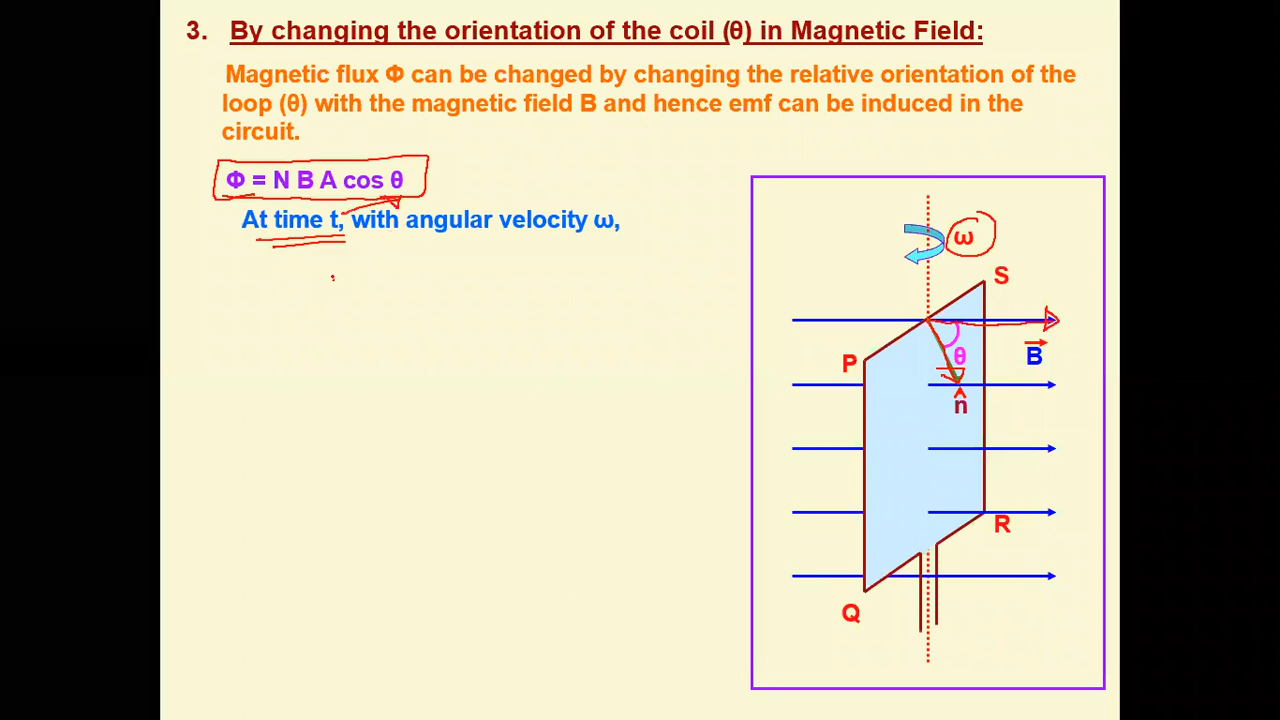 3. By changing the orientation of the coil (θ) in Magnetic Field:
Magnetic flux Φ can be changed by changing the relative orientation of the
loop (θ) with the magnetic field B and hence emf can be induced in the
circuit.
Φ = N B A cos θ
At time t, with angular velocity ω,
ω
S
P
θ
B
n̂
R
Q